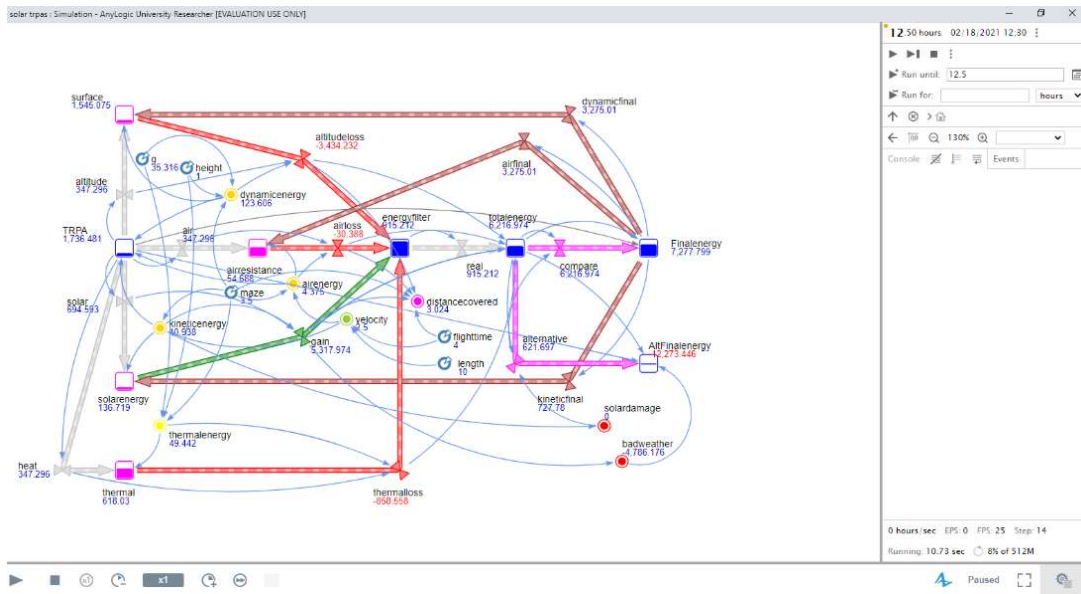 solar trpas : Simulation - AnyLogic University Researcher [EVALUATION USE ONLY]
12.50 hours 02/18/2021 12:30
Run until: 12.5
Run for: hours
130%
Console Events
surface
1,545.075
dynamicfinal
3,275.01
altitudeloss
-3,434.232
airfinal
3,275.01
g
35.316
height
1
altitude
347.296
dynamicenergy
123.606
TRPA
1,736.481
air
347.296
airloss
-30.388
energyfilter
915.212
totalenergy
6,216.974
Finalenergy
7,277.799
real
915.212
compare
6,216.974
airresistance
54.688
airenergy
4.375
maze
3.5
distancecovered
3.024
solar
694.593
kineticenergy
10.938
velocity
2.5
gain
5,317.974
flighttime
4
alternative
621.697
AltFinalenergy
-12,273.446
length
10
solarenergy
136.719
kineticfinal
727.78
solardamage
0
thermalenergy
49.442
badweather
-4,786.176
heat
347.296
thermal
618.03
thermalloss
-858.558
0 hours/sec EPS: 0 FPS: 25 Step: 14
Running: 10.73 sec 8% of 512M
x1
x1
Paused